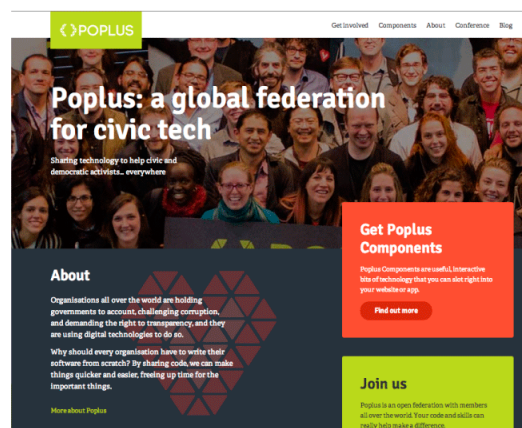 POPLUS
Get involved Components About Conference Blog
Poplus: a global federation
for civic tech
Sharing technology to help civic and
democratic activists... everywhere
Get Poplus
Components
Poplus Components are useful, interactive
bits of technology that you can slot right into
your website or app.
Find out more
About
Organisations all over the world are holding
governments to account, challenging corruption,
and demanding the right to transparency, and they
are using digital technologies to do so.
Why should every organisation have to write their
software from scratch? By sharing code, we can make
things quicker and easier, freeing up time for the
important things.
More about Poplus
Join us
Poplus is an open federation with members
all over the world. Your code and skills can
really help make a difference.